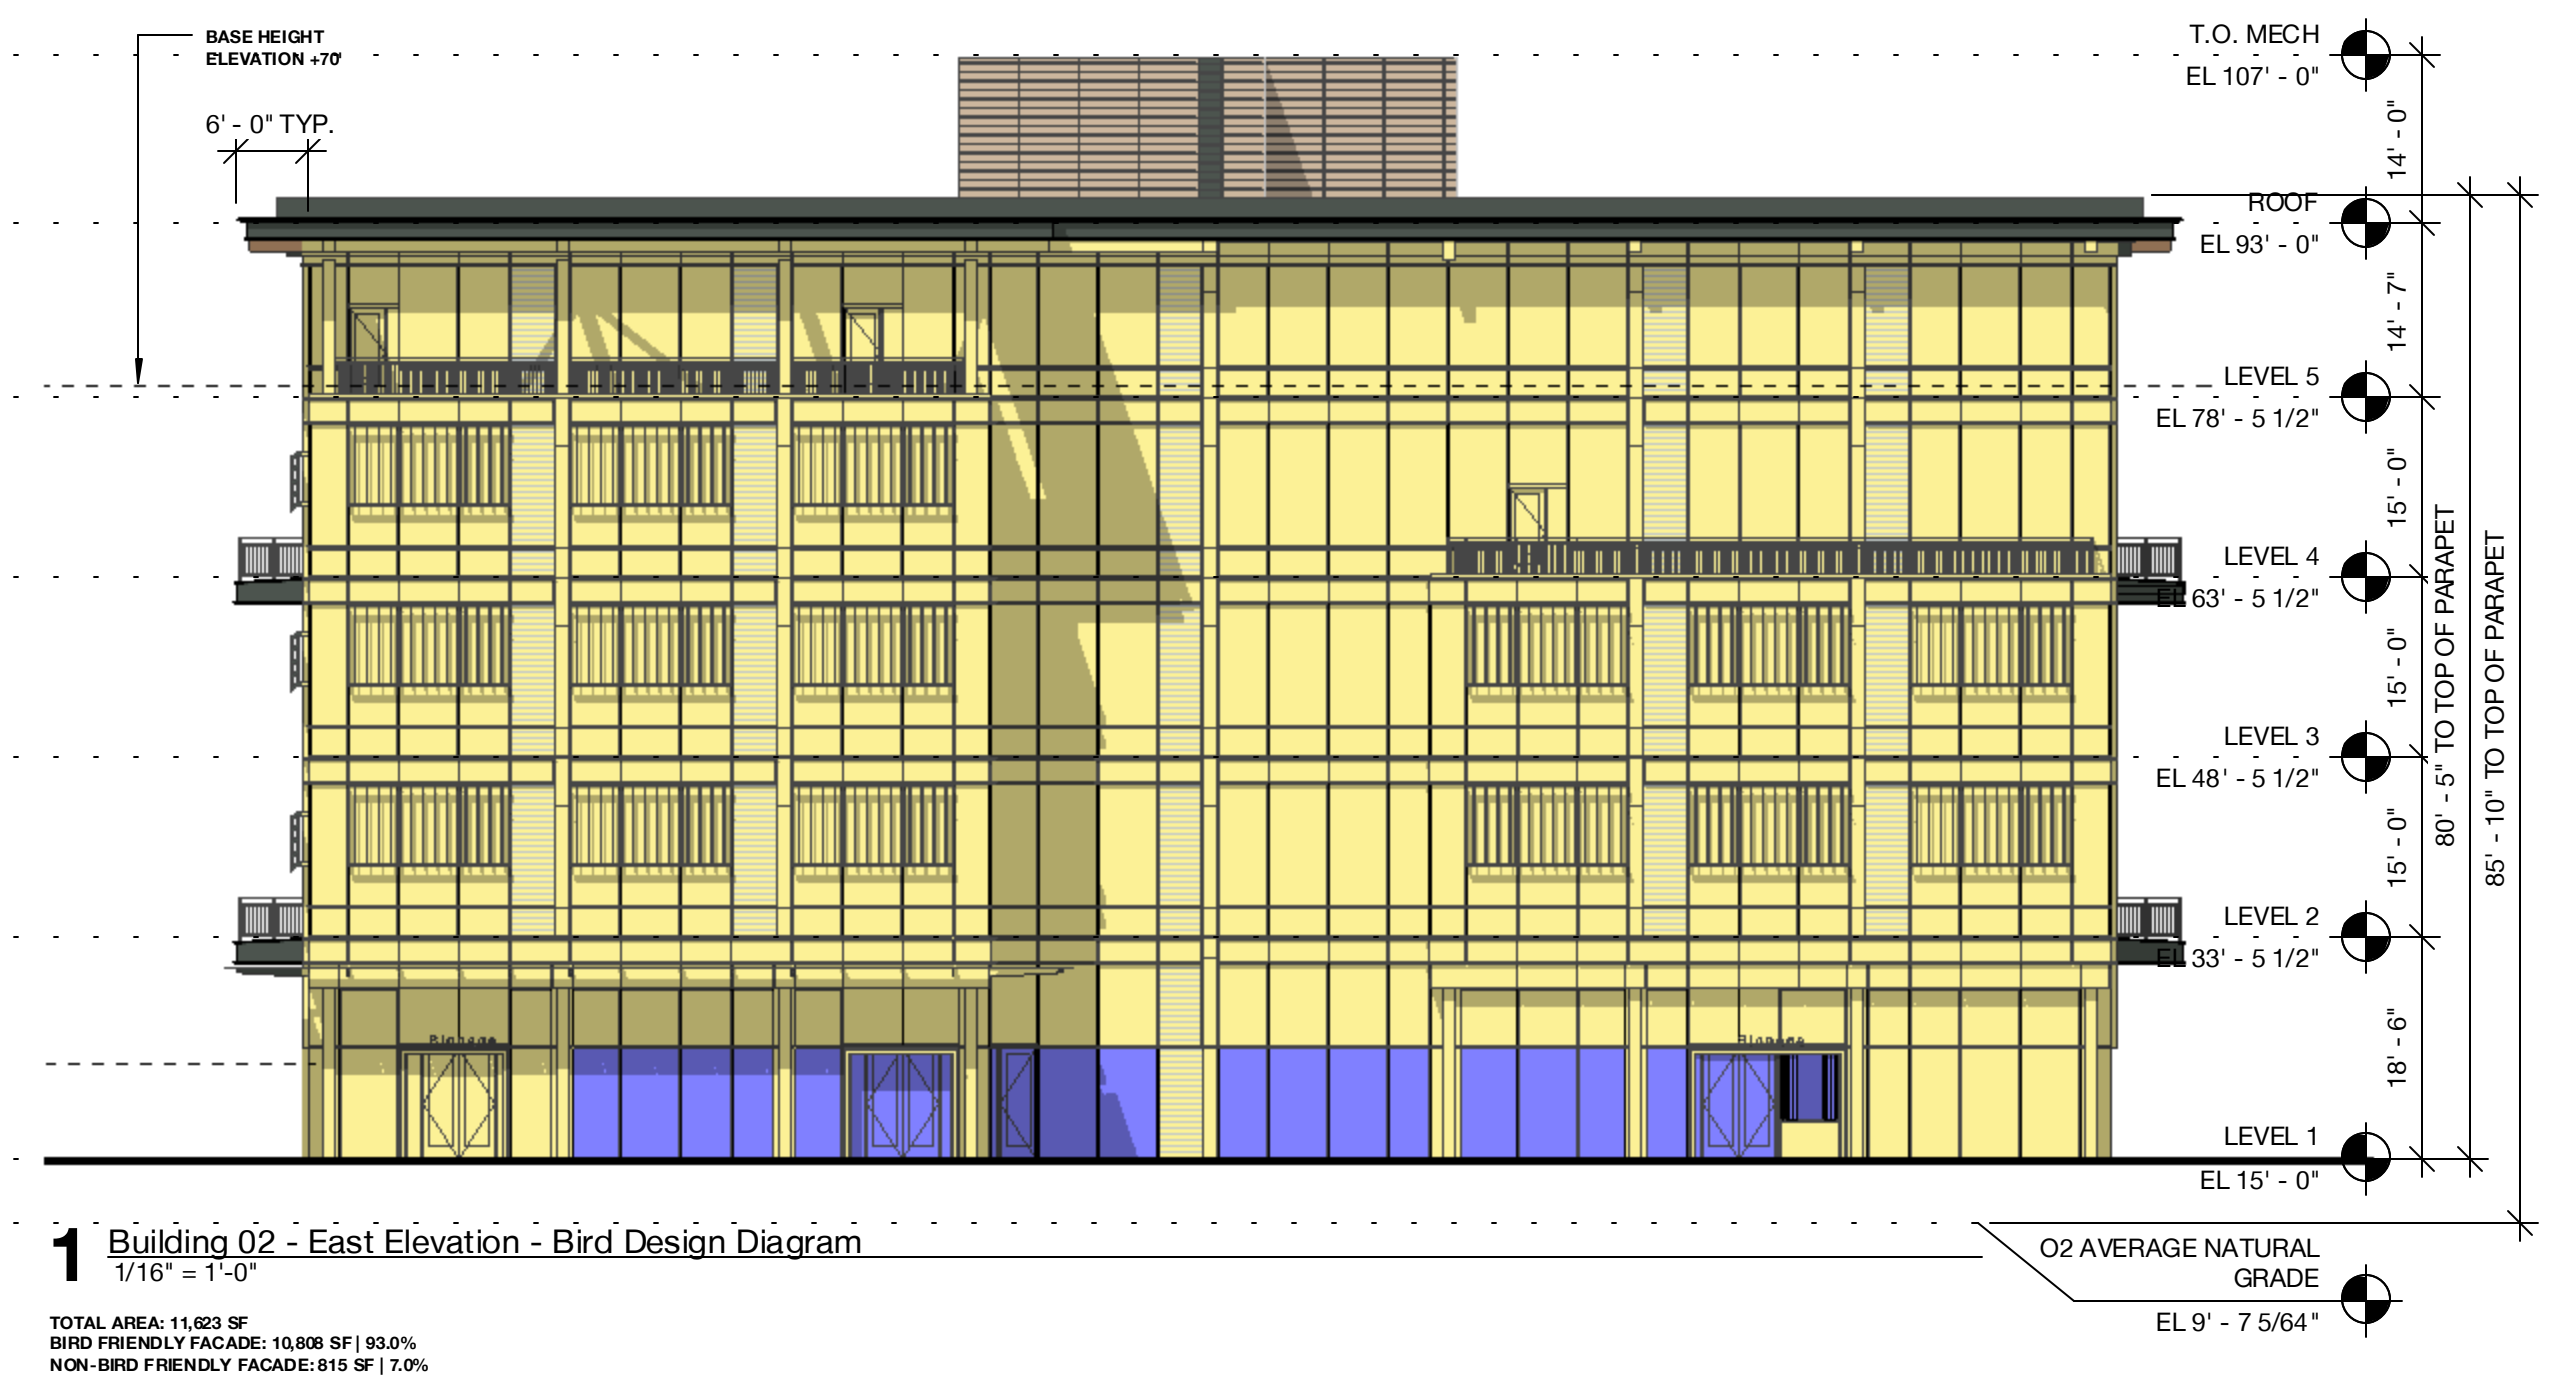 BASE HEIGHT
ELEVATION +70'
6' - 0" TYP.
T.O. MECH
EL 107' - 0"
14' - 0"
ROOF
EL 93' - 0"
14' - 7"
LEVEL 5
EL 78' - 5 1/2"
15' - 0"
LEVEL 4
EL 63' - 5 1/2"
15' - 0"
LEVEL 3
EL 48' - 5 1/2"
15' - 0"
LEVEL 2
EL 33' - 5 1/2"
18' - 6"
LEVEL 1
EL 15' - 0"
80' - 5" TO TOP OF PARAPET
85' - 10" TO TOP OF PARAPET
O2 AVERAGE NATURAL
GRADE
EL 9' - 7 5/64"
1 Building 02 - East Elevation - Bird Design Diagram
1/16" = 1'-0"
TOTAL AREA: 11,623 SF
BIRD FRIENDLY FACADE: 10,808 SF | 93.0%
NON-BIRD FRIENDLY FACADE: 815 SF | 7.0%